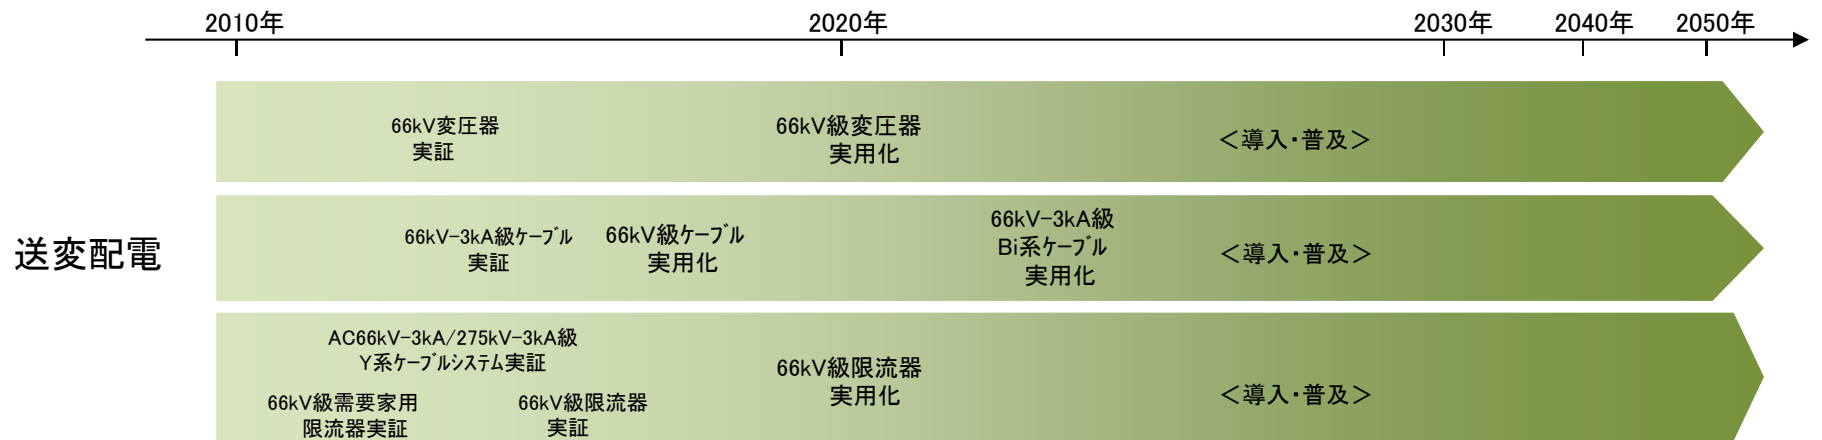 2010年
2020年
2030年
2040年
2050年
送変配電
66kV変圧器
実証
66kV級変圧器
実用化
＜導入・普及＞
66kV-3kA級ｹｰﾌﾞﾙ
実証
66kV級ｹｰﾌﾞﾙ
実用化
66kV-3kA級
Bi系ｹｰﾌﾞﾙ
実用化
＜導入・普及＞
AC66kV-3kA/275kV-3kA級
Y系ｹｰﾌﾞﾙｼｽﾃﾑ実証
66kV級需要家用
限流器実証
66kV級限流器
実証
66kV級限流器
実用化
＜導入・普及＞